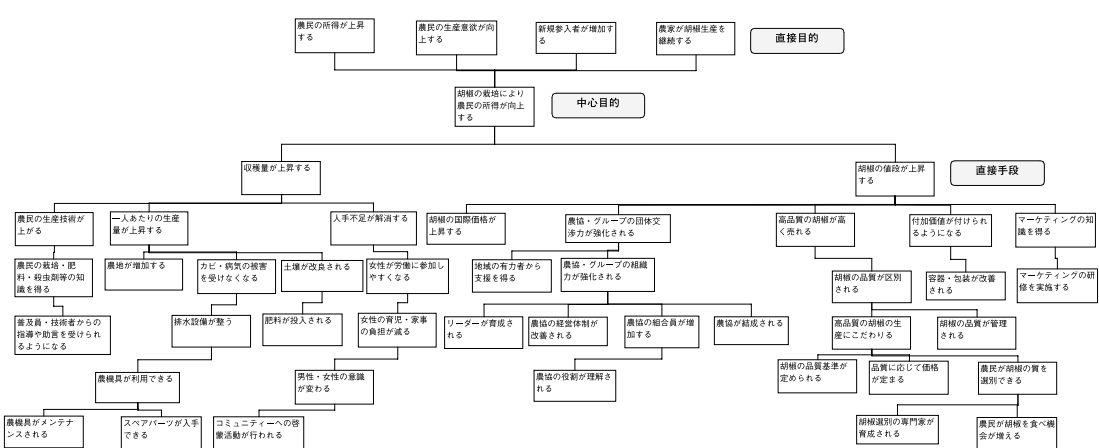 農民の所得が上昇
する
農民の生産意欲が向
上する
新規参入者が増加す
る
農家が胡椒生産を
継続する
直接目的
胡椒の栽培により
農民の所得が向上
する
中心目的
収穫量が上昇する
胡椒の値段が上昇
する
直接手段
農民の生産技術が
上がる
一人あたりの生産
量が上昇する
人手不足が解消する
胡椒の国際価格が
上昇する
農協・グループの団体交
渉力が強化される
高品質の胡椒が高
く売れる
付加価値が付けられ
るようになる
マーケティングの知
識を得る
農民の栽培・肥
料・殺虫剤等の知
識を得る
農地が増加する
カビ・病気の被害
を受けなくなる
土壌が改良される
女性が労働に参加し
やすくなる
地域の有力者から
支援を得る
農協・グループの組織
力が強化される
胡椒の品質が区別
される
容器・包装が改善
される
マーケティングの研
修を実施する
普及員・技術者からの
指導や助言を受けられ
るようになる
排水設備が整う
肥料が投入される
女性の育児・家事
の負担が減る
リーダーが育成さ
れる
農協の経営体制が
改善される
農協の組合員が増
加する
農協が結成される
高品質の胡椒の生
産にこだわる
胡椒の品質が管理
される
農機具が利用できる
男性・女性の意識
が変わる
農協の役割が理解さ
れる
胡椒の品質基準が
定められる
品質に応じて価格
が定まる
農民が胡椒の質を
選別できる
農機具がメンテナ
ンスされる
スペアパーツが入手
できる
コミュニティーへの啓
蒙活動が行われる
胡椒選別の専門家が
育成される
農民が胡椒を食べ機
会が増える